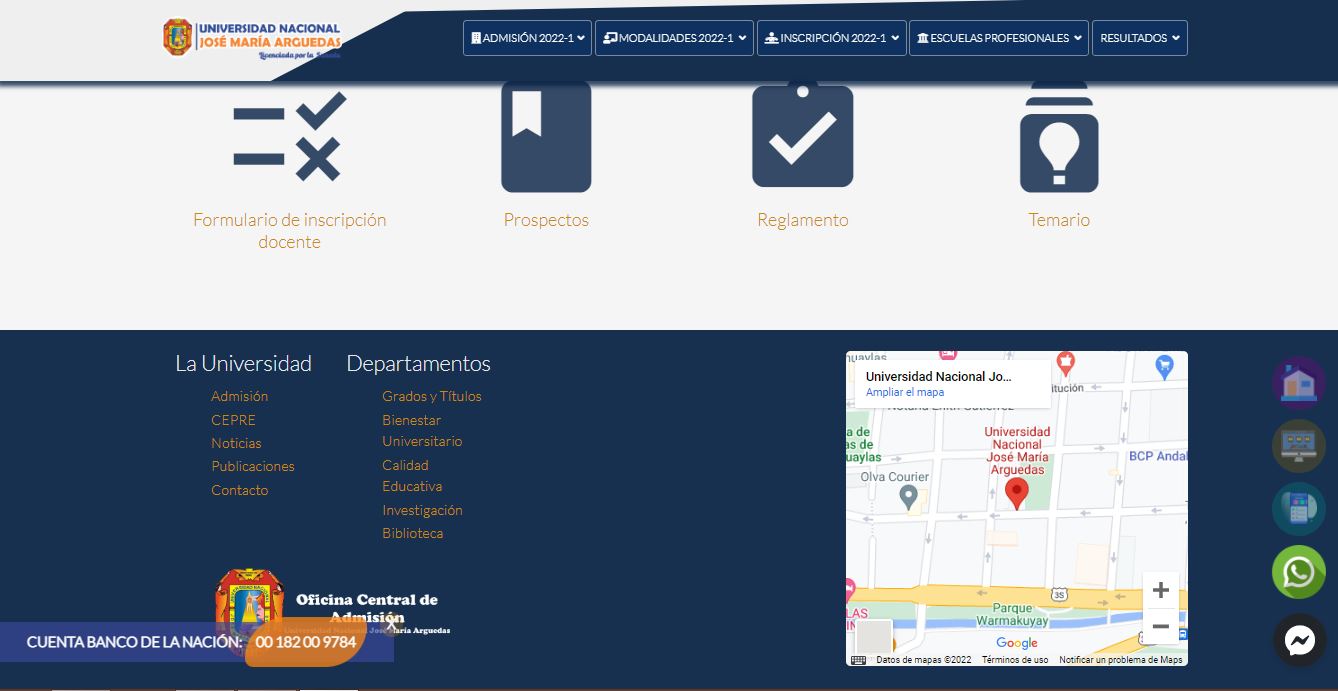 UNIVERSIDAD NACIONAL
JOSÉ MARÍA ARGUEDAS
Licenciada por la Sunedu
ADMISIÓN 2022-1
MODALIDADES 2022-1
INSCRIPCIÓN 2022-1
ESCUELAS PROFESIONALES
RESULTADOS
Formulario de inscripción
docente
Prospectos
Reglamento
Temario
La Universidad
Admisión
CEPRE
Noticias
Publicaciones
Contacto
Departamentos
Grados y Títulos
Bienestar
Universitario
Calidad
Educativa
Investigación
Biblioteca
Oficina Central de
Admisión
Universidad Nacional José María Arguedas
X
CUENTA BANCO DE LA NACIÓN:
00 182 00 9784
Universidad Nacional Jo...
Ampliar el mapa
Universidad
Nacional
José María
Arguedas
BCP Andal
Olva Courier
3S
Parque
Warmakuyay
Google
Datos de mapas ©2022
Términos de uso
Notificar un problema de Maps